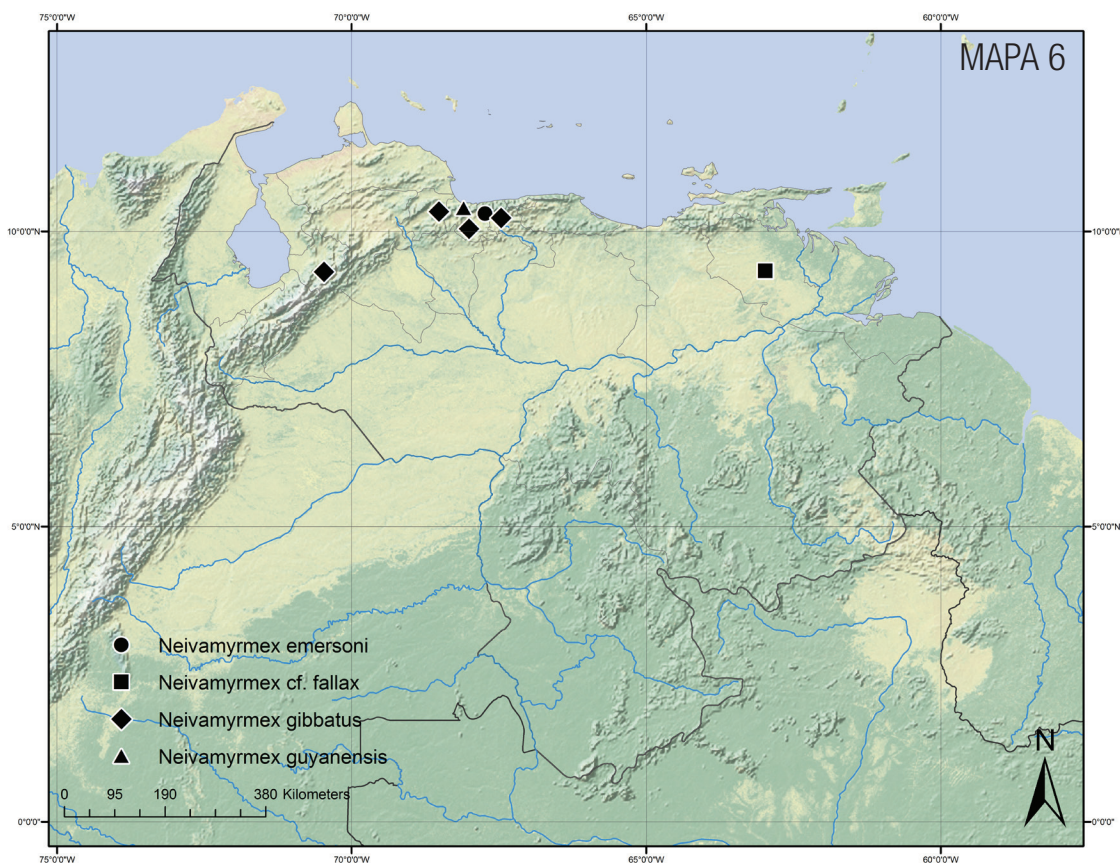 75°0'0"W 70°0'0"W 65°0'0"W 60°0'0"W
MAPA 6
10°0'0"N 10°0'0"N
5°0'0"N 5°0'0"N
Neivamyrmex emersoni
Neivamyrmex cf. fallax
Neivamyrmex gibbatus
Neivamyrmex guyanensis
N
0 95 190 380 Kilometers
0°0'0" 0°0'0"
75°0'0"W 70°0'0"W 65°0'0"W 60°0'0"W